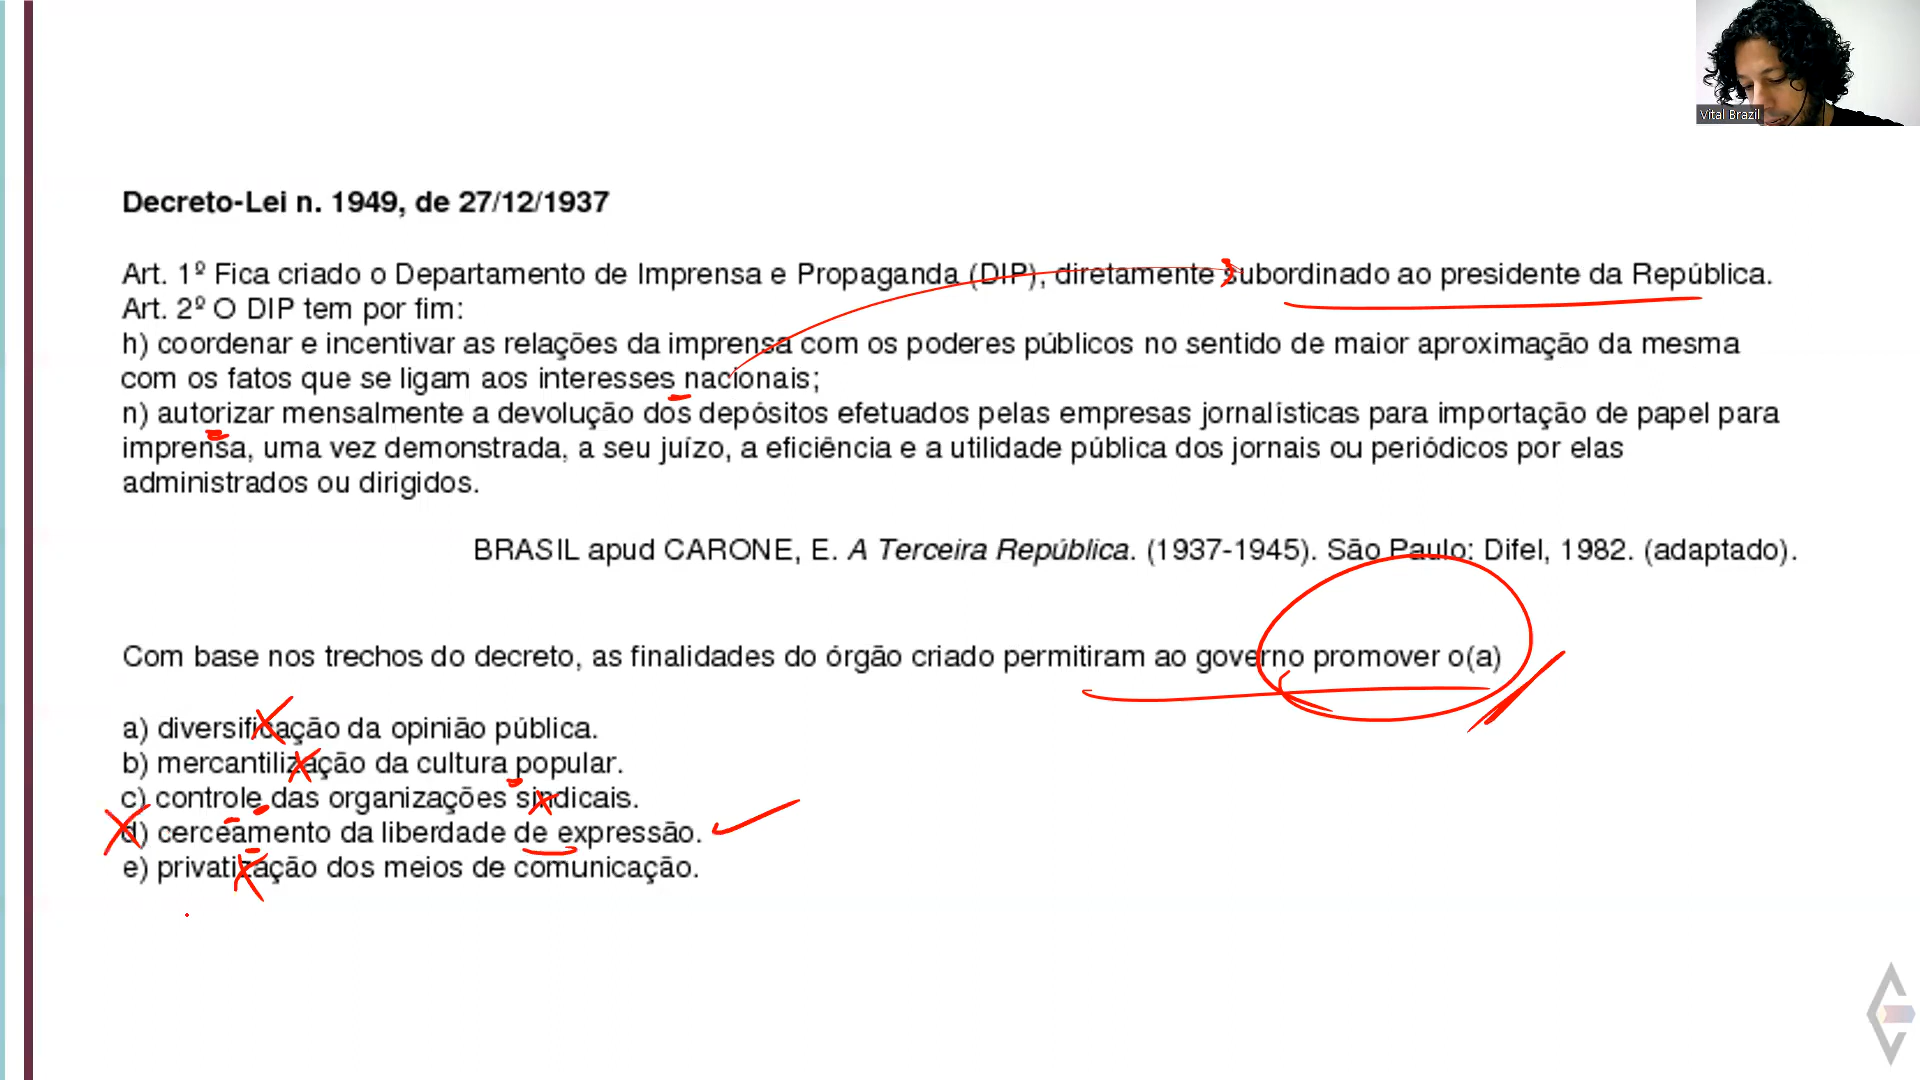 Vital Brazil
Decreto-Lei n. 1949, de 27/12/1937
Art. 1º Fica criado o Departamento de Imprensa e Propaganda (DIP), diretamente subordinado ao presidente da República.
Art. 2º O DIP tem por fim:
h) coordenar e incentivar as relações da imprensa com os poderes públicos no sentido de maior aproximação da mesma
com os fatos que se ligam aos interesses nacionais;
n) autorizar mensalmente a devolução dos depósitos efetuados pelas empresas jornalísticas para importação de papel para
imprensa, uma vez demonstrada, a seu juízo, a eficiência e a utilidade pública dos jornais ou periódicos por elas
administrados ou dirigidos.
BRASIL apud CARONE, E. A Terceira República. (1937-1945). São Paulo: Difel, 1982. (adaptado).
Com base nos trechos do decreto, as finalidades do órgão criado permitiram ao governo promover o(a)
a) diversificação da opinião pública.
b) mercantilização da cultura popular.
c) controle das organizações sindicais.
d) cerceamento da liberdade de expressão.
e) privatização dos meios de comunicação.